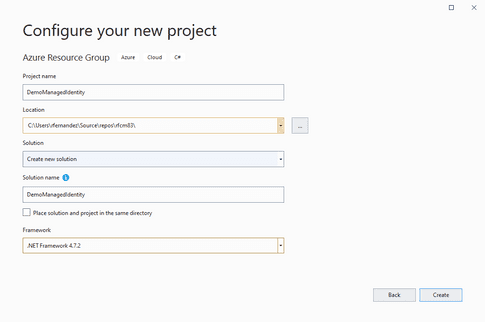 Configure your new project
Azure Resource Group Azure Cloud C#
Project name
DemoManagedIdentity
Location
C:\Users\rfernandez\Source\repos\rfcm83\
...
Solution
Create new solution
Solution name
DemoManagedIdentity
Place solution and project in the same directory
Framework
.NET Framework 4.7.2
Back Create